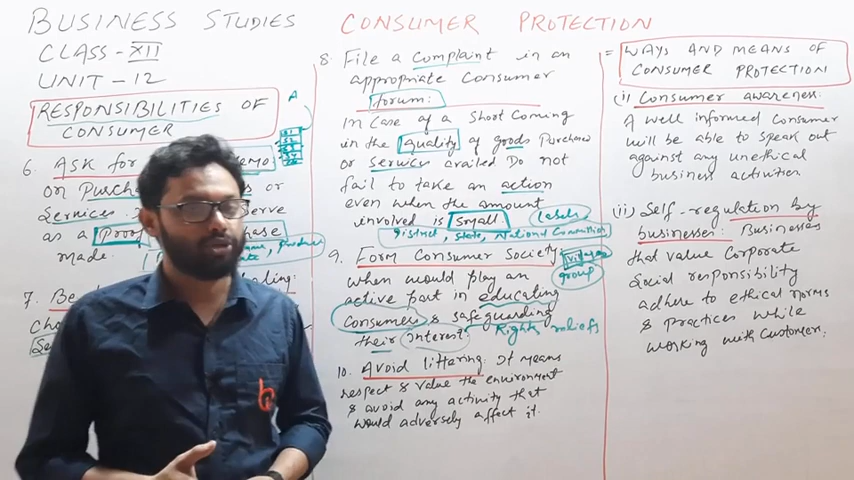 BUSINESS STUDIES
CONSUMER PROTECTION
CLASS-XII
UNIT-12
RESPONSIBILITIES OF
CONSUMER
A
6. ASK for
on Purch
or
Services
serve
as a Proof
hase
made.
7. Be
8. File a complaint in an
appropriate Consumer
forum:
In case of a Short Coming
in the Quality of goods Purchased
or Services availed Do not
fail to take an action
even when the amount
involved is Small.
labels
District, State, National
9. Form Consumer Society:
group
when would play an
active part in educating
Consumers & safeguarding
their interest.
Rights reliefs
10. Avoid littering: It means
respect & value the environment
& avoid any activity that
would adversely affect it.
= WAYS AND MEANS OF
CONSUMER PROTECTION
(i) Consumer awareness:
A well informed Consumer
will be able to speak out
against any unethical
business activities.
(ii) Self-regulation by
businesses: Businesses
that value Corporate
Social responsibility
adhere to ethical norms
& practices while
working with customers.